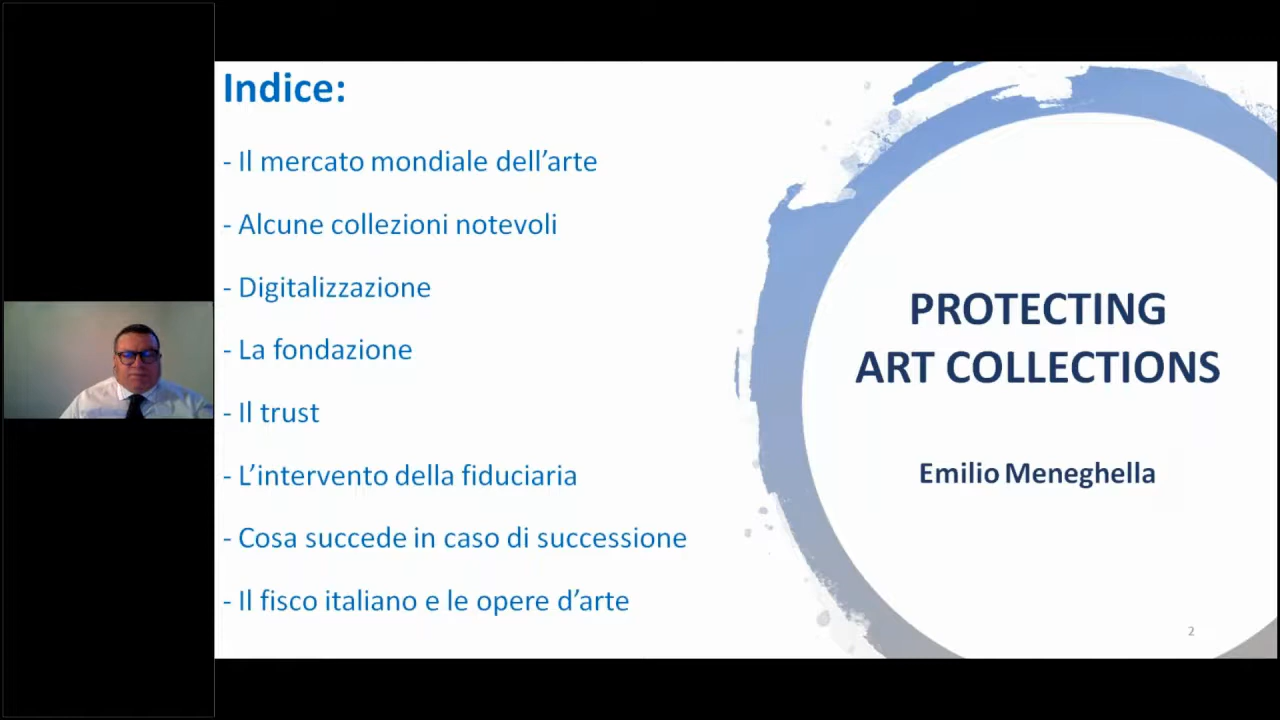 Indice:
- Il mercato mondiale dell’arte
- Alcune collezioni notevoli
- Digitalizzazione
- La fondazione
- Il trust
- L’intervento della fiduciaria
- Cosa succede in caso di successione
- Il fisco italiano e le opere d’arte
PROTECTING
ART COLLECTIONS
Emilio Meneghella
2